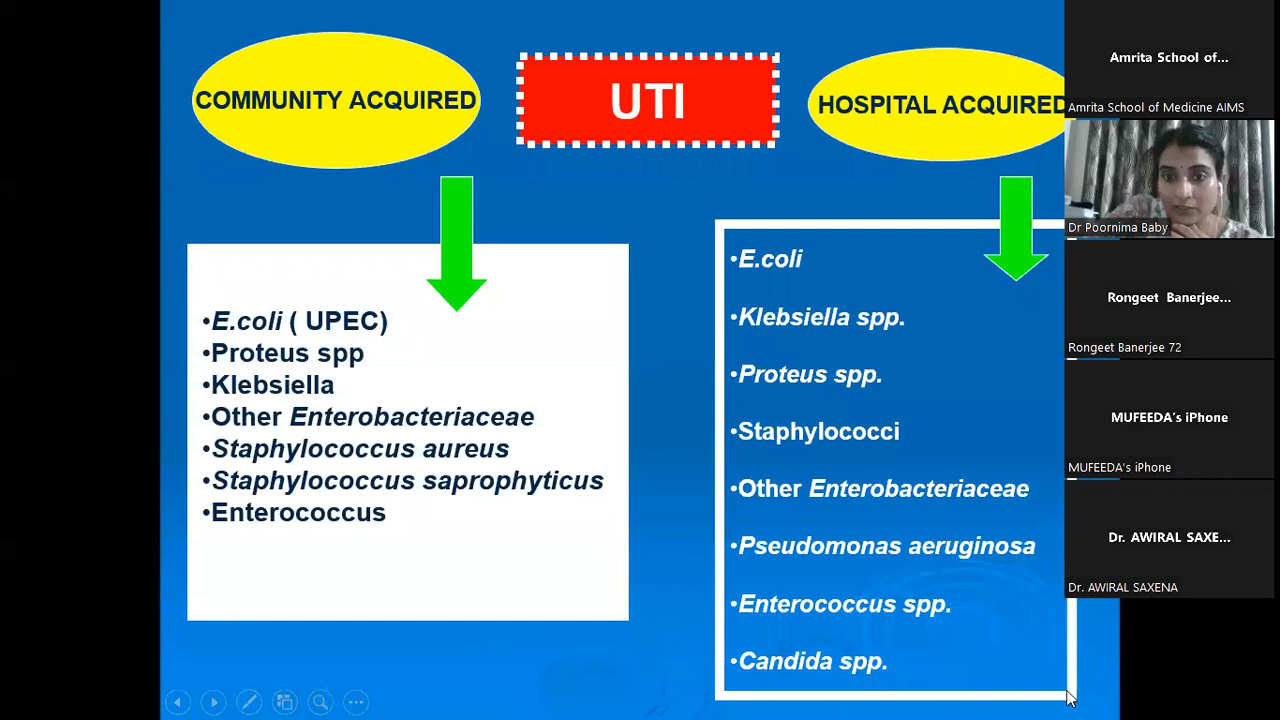 COMMUNITY ACQUIRED
UTI
HOSPITAL ACQUIRED
•E.coli ( UPEC)
•Proteus spp
•Klebsiella
•Other Enterobacteriaceae
•Staphylococcus aureus
•Staphylococcus saprophyticus
•Enterococcus
•E.coli
•Klebsiella spp.
•Proteus spp.
•Staphylococci
•Other Enterobacteriaceae
•Pseudomonas aeruginosa
•Enterococcus spp.
•Candida spp.
Amrita School of...
Amrita School of Medicine AIMS
Dr Poornima Baby
Rongeet Banerjee...
Rongeet Banerjee 72
MUFEEDA's iPhone
MUFEEDA's iPhone
Dr. AWIRAL SAXE...
Dr. AWIRAL SAXENA